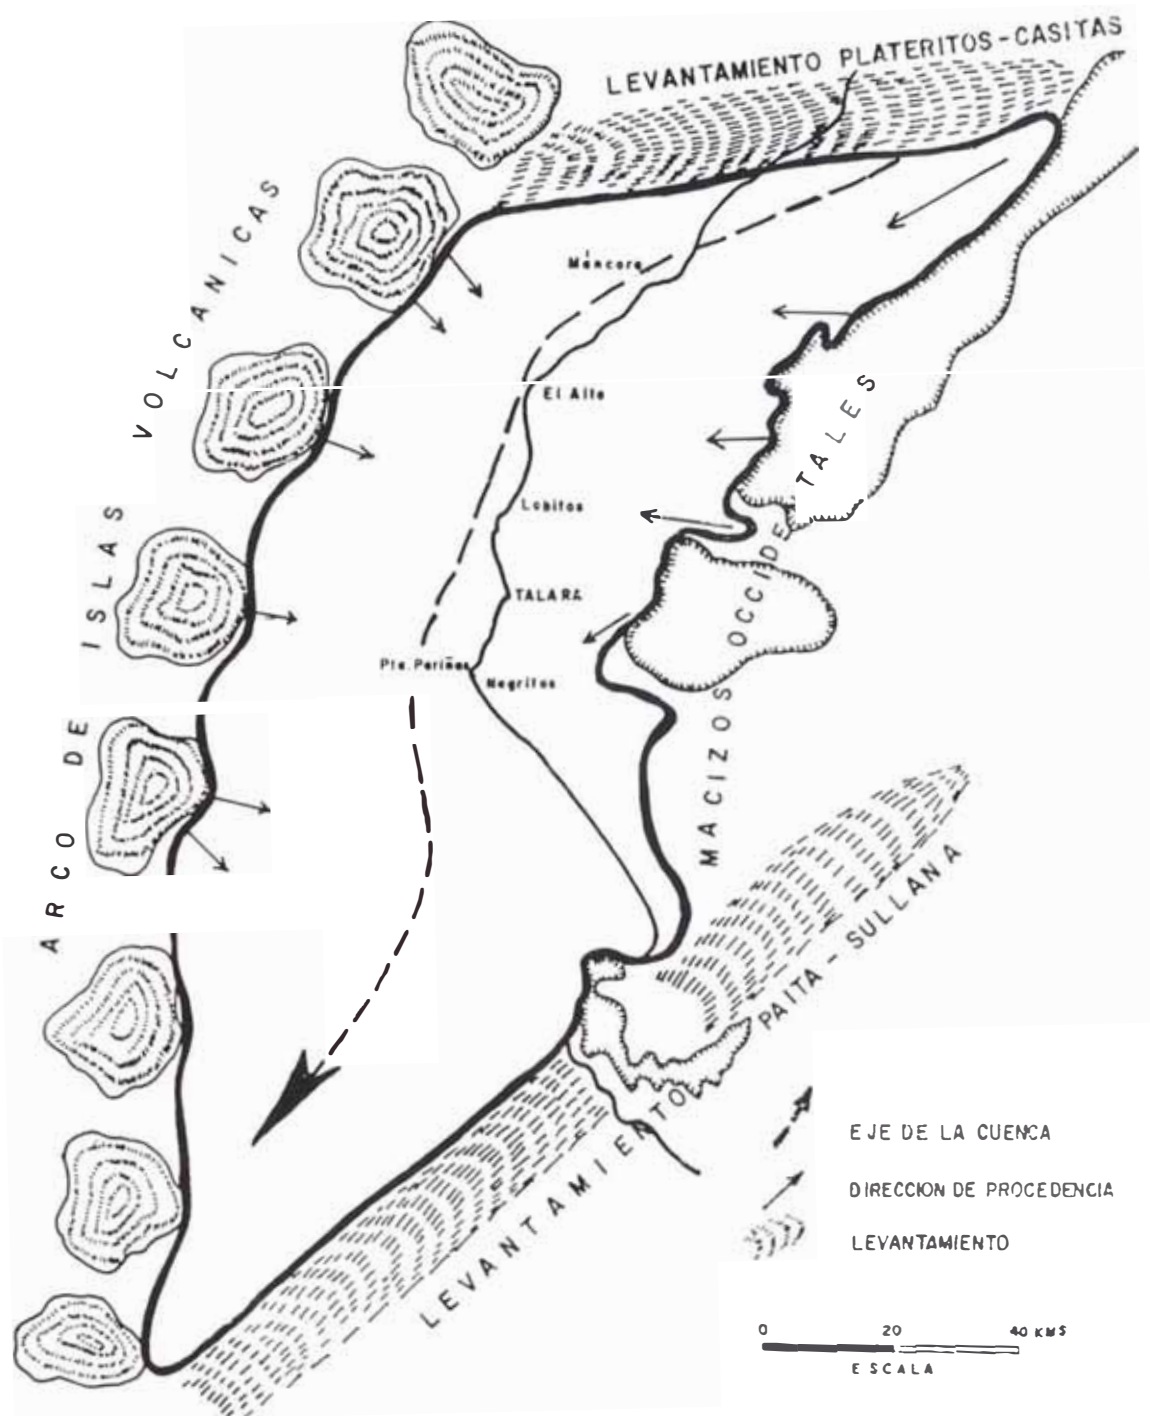 LEVANTAMIENTO PLATERITOS-CASITAS
ARCO DE ISLAS VOLCANICAS
Máncora
El Alto
Lobitos
TALARA
Pta. Pariñas
Negritos
MACIZOS OCCIDENTALES
LEVANTAMIENTO PAITA - SULLANA
EJE DE LA CUENCA
DIRECCION DE PROCEDENCIA
LEVANTAMIENTO
0 20 40 KMS
ESCALA